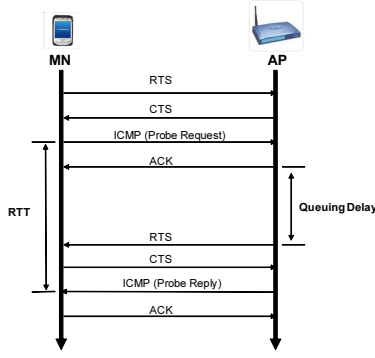 MN
AP
RTS
CTS
ICMP (Probe Request)
ACK
RTT
Queuing Delay
RTS
CTS
ICMP (Probe Reply)
ACK